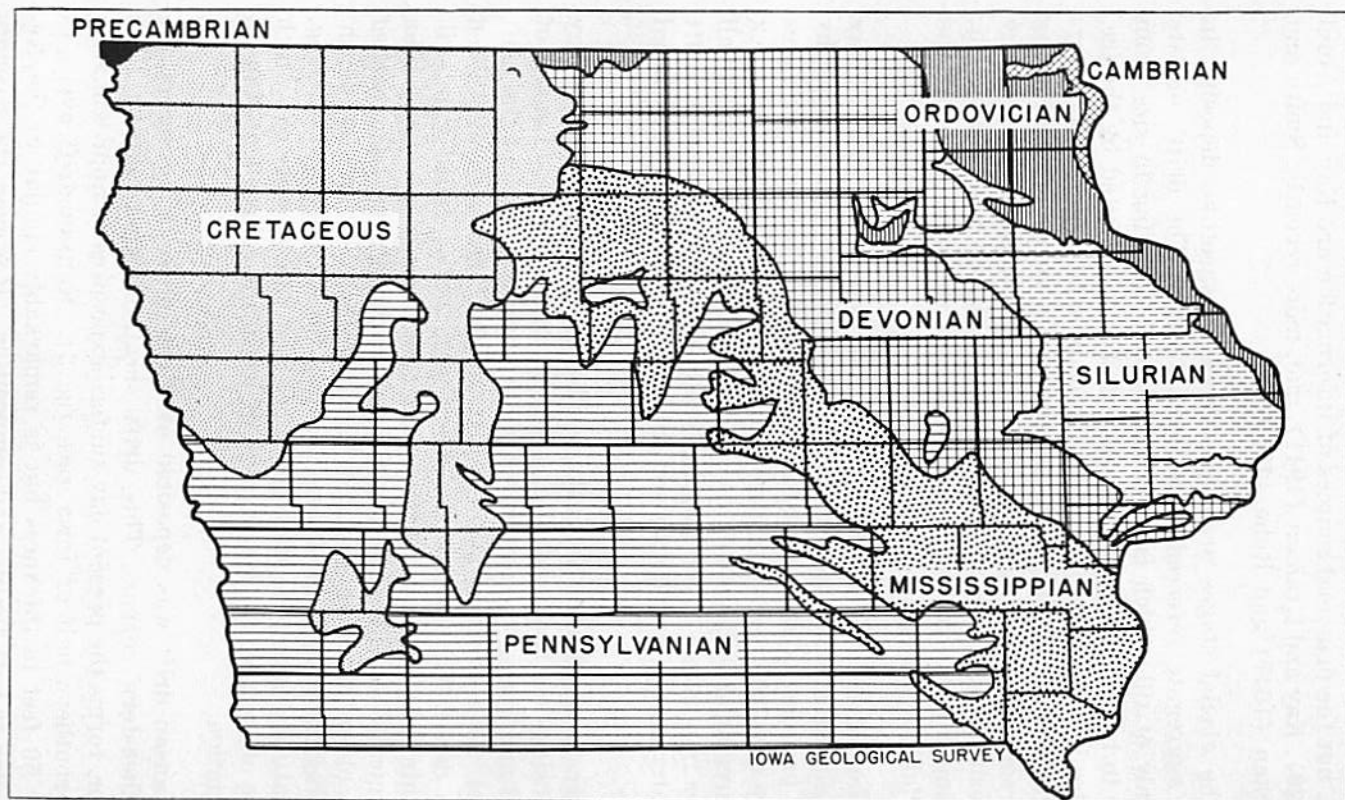 PRECAMBRIAN
CAMBRIAN
ORDOVICIAN
CRETACEOUS
DEVONIAN
SILURIAN
MISSISSIPPIAN
PENNSYLVANIAN
IOWA GEOLOGICAL SURVEY